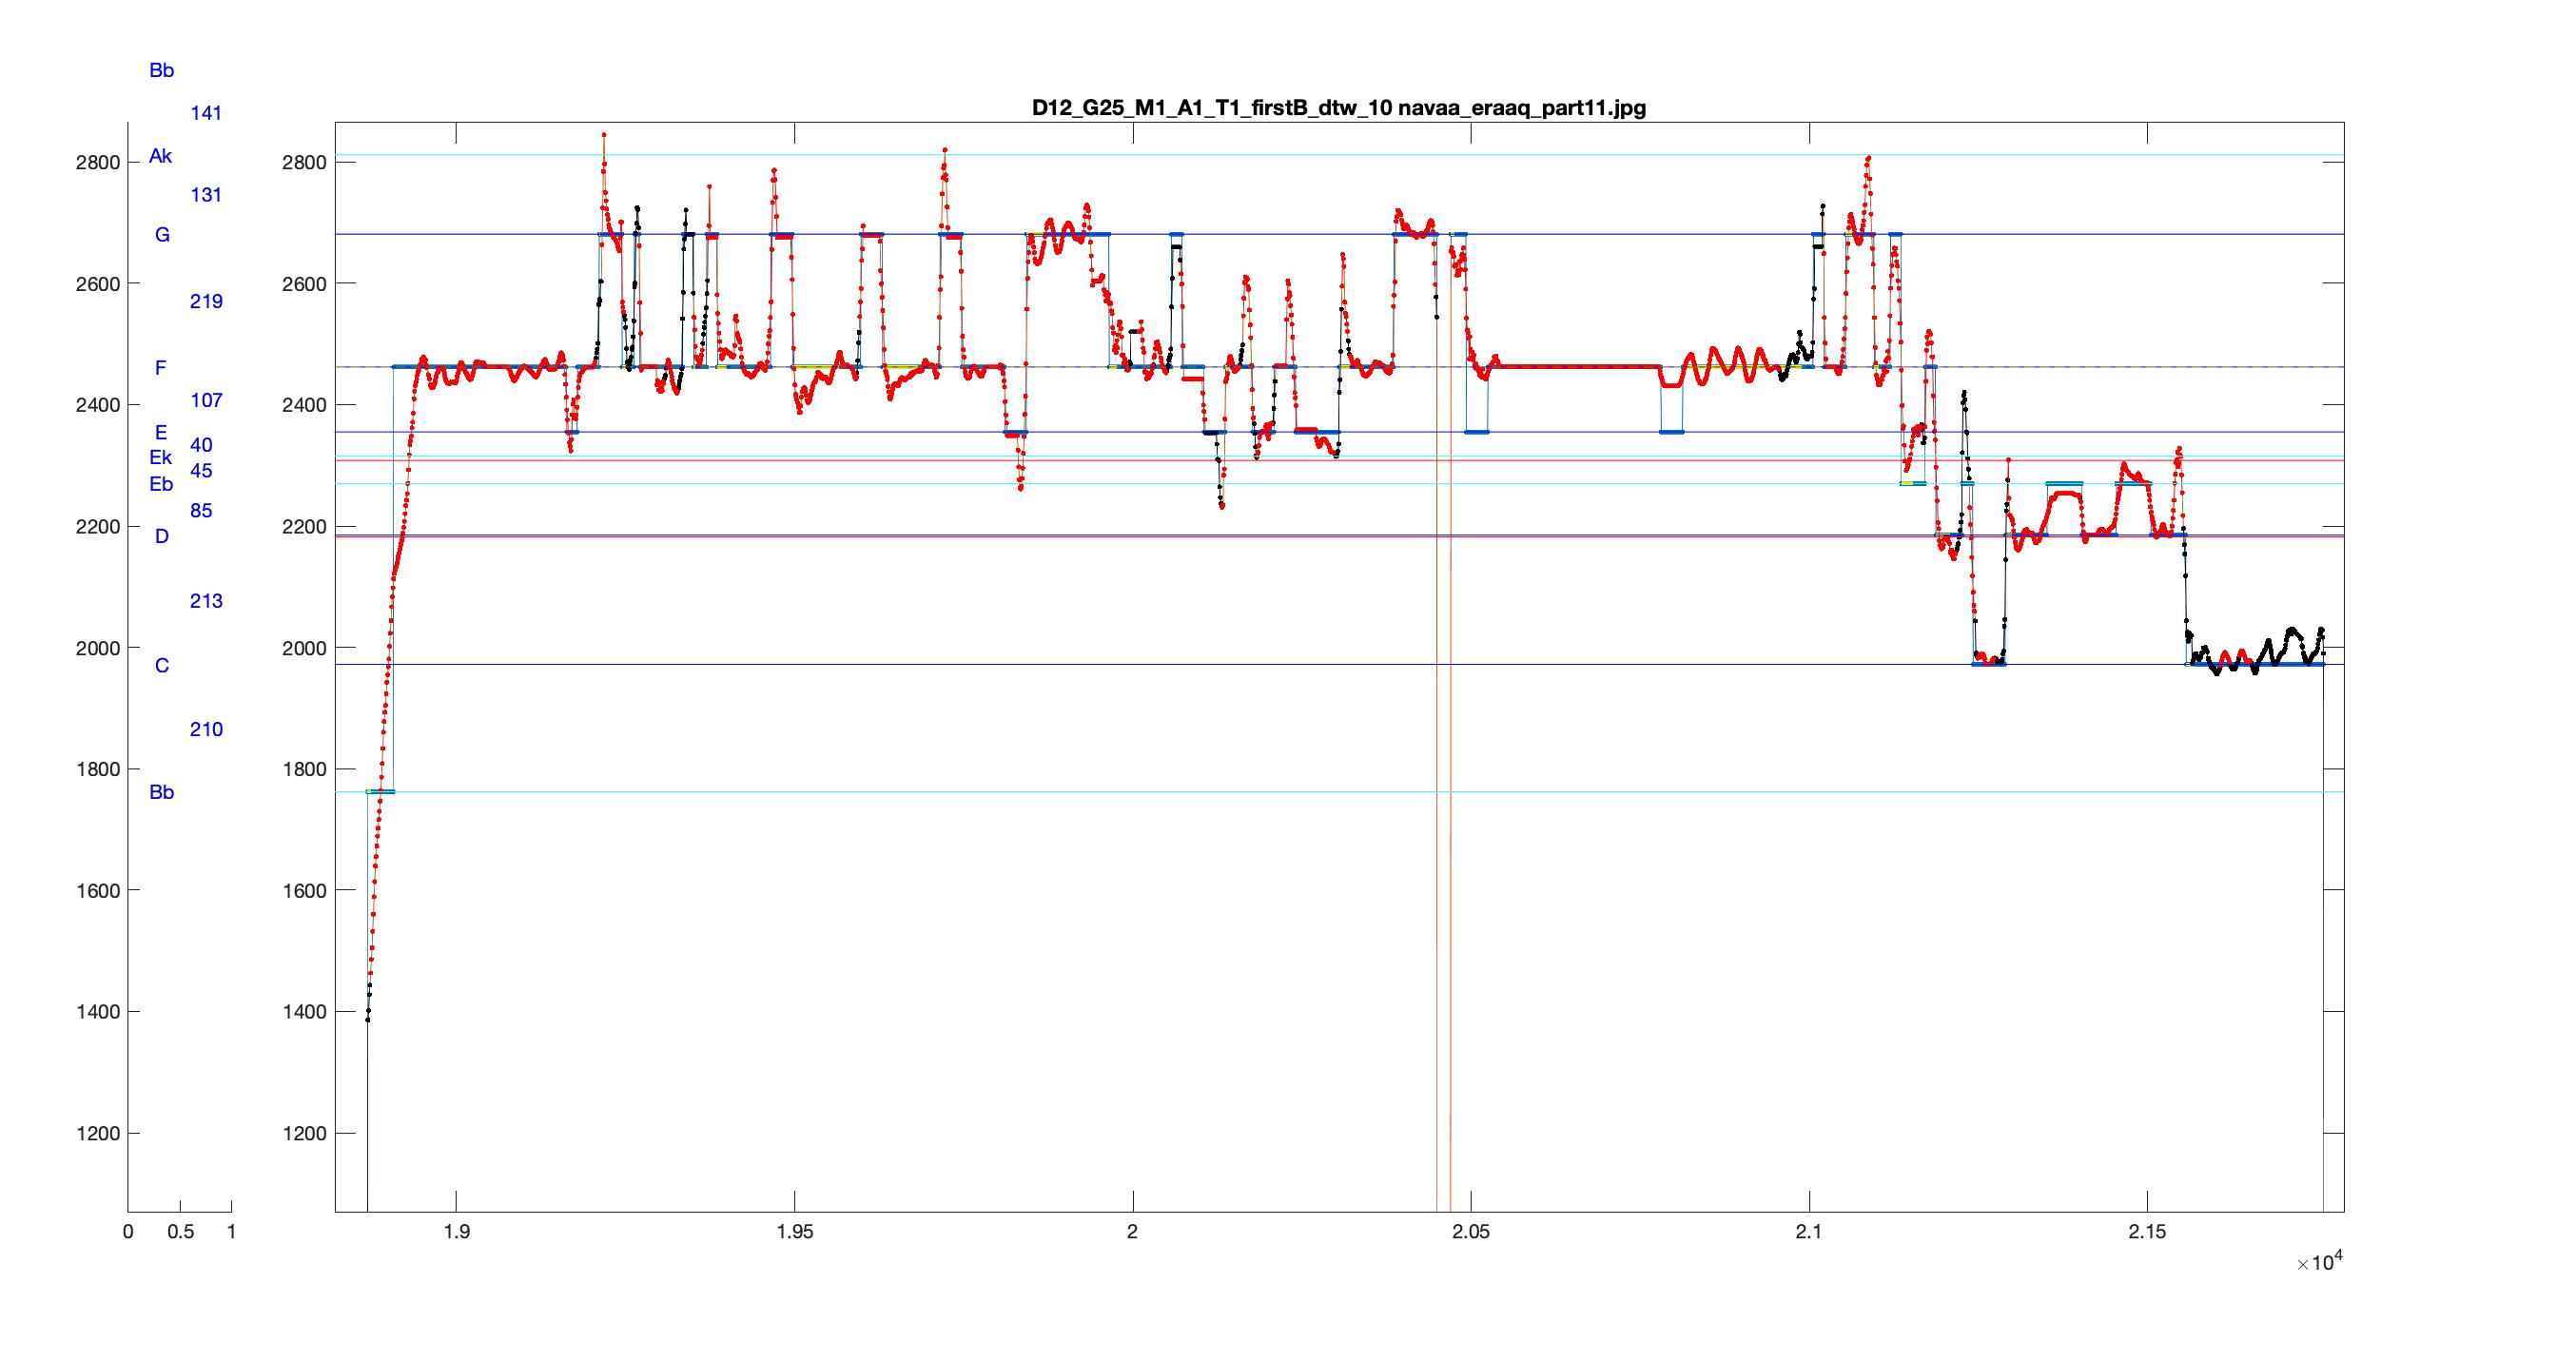 Bb
141
D12_G25_M1_A1_T1_firstB_dtw_10 navaa_eraaq_part11.jpg
2800 Ak 2800
131
G
2600 2600
219
F
107
2400 2400
E
40
Ek
45
Eb
85
2200 2200
D
213
2000 2000
C
210
1800 1800
Bb
1600 1600
1400 1400
1200 1200
0 0.5 1 1.9 1.95 2 2.05 2.1 2.15
×10⁴